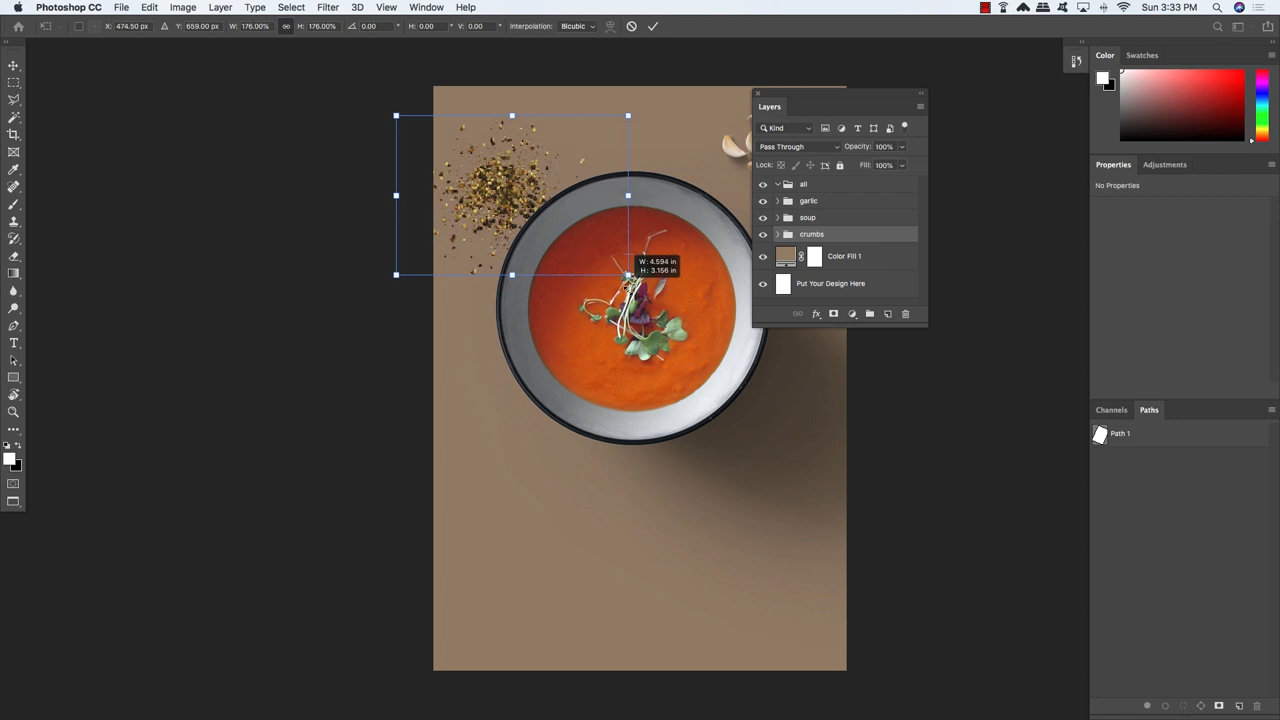 Photoshop CC File Edit Image Layer Type Select Filter 3D View Window Help Sun 3:33 PM
X: 474.50 px Y: 659.00 px W: 176.00% H: 176.00% 0.00 ° H: 0.00 ° V: 0.00 ° Interpolation: Bicubic
Color Swatches
Layers
Kind
Pass Through Opacity: 100%
Lock: Fill: 100%
all
garlic
soup
crumbs
Color Fill 1
Put Your Design Here
fx
W: 4.594 in
H: 3.156 in
Properties Adjustments
No Properties
Channels Paths
Path 1